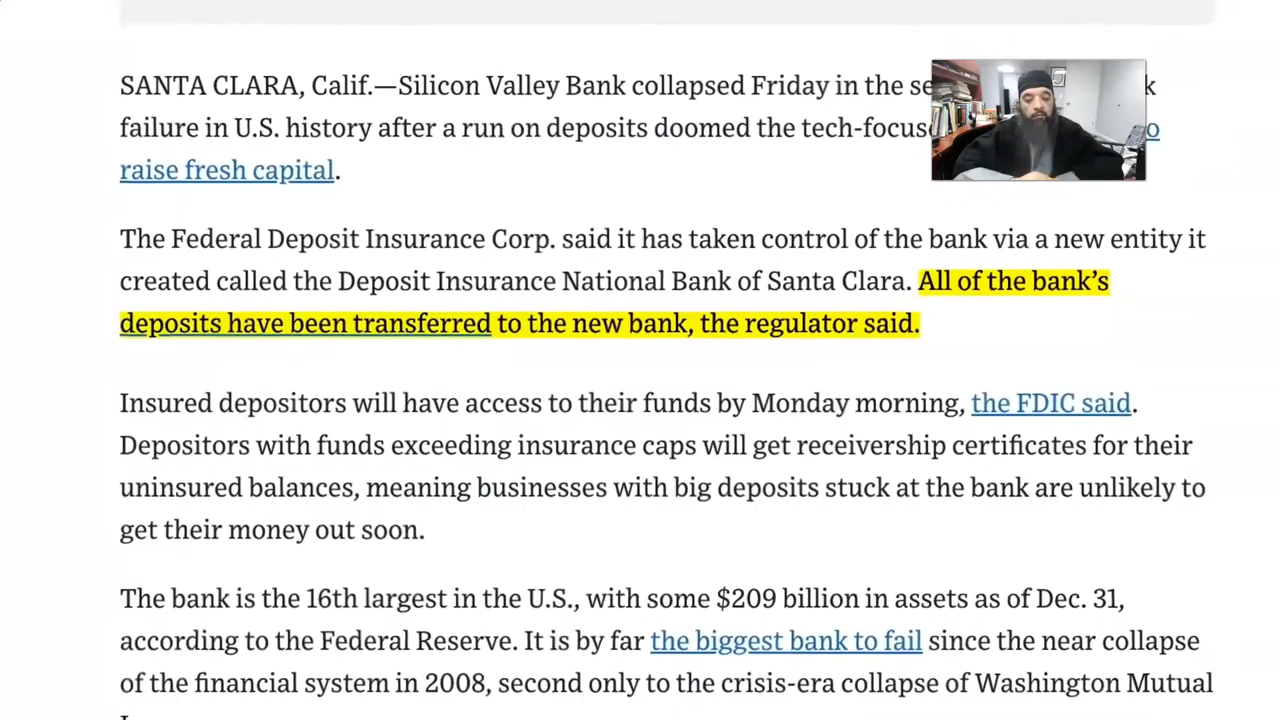 SANTA CLARA, Calif.—Silicon Valley Bank collapsed Friday in the
failure in U.S. history after a run on deposits doomed the
raise fresh capital.
The Federal Deposit Insurance Corp. said it has taken control of the bank via a new entity it
created called the Deposit Insurance National Bank of Santa Clara. All of the bank’s
deposits have been transferred to the new bank, the regulator said.
Insured depositors will have access to their funds by Monday morning, the FDIC said.
Depositors with funds exceeding insurance caps will get receivership certificates for their
uninsured balances, meaning businesses with big deposits stuck at the bank are unlikely to
get their money out soon.
The bank is the 16th largest in the U.S., with some $209 billion in assets as of Dec. 31,
according to the Federal Reserve. It is by far the biggest bank to fail since the near collapse
of the financial system in 2008, second only to the crisis-era collapse of Washington Mutual